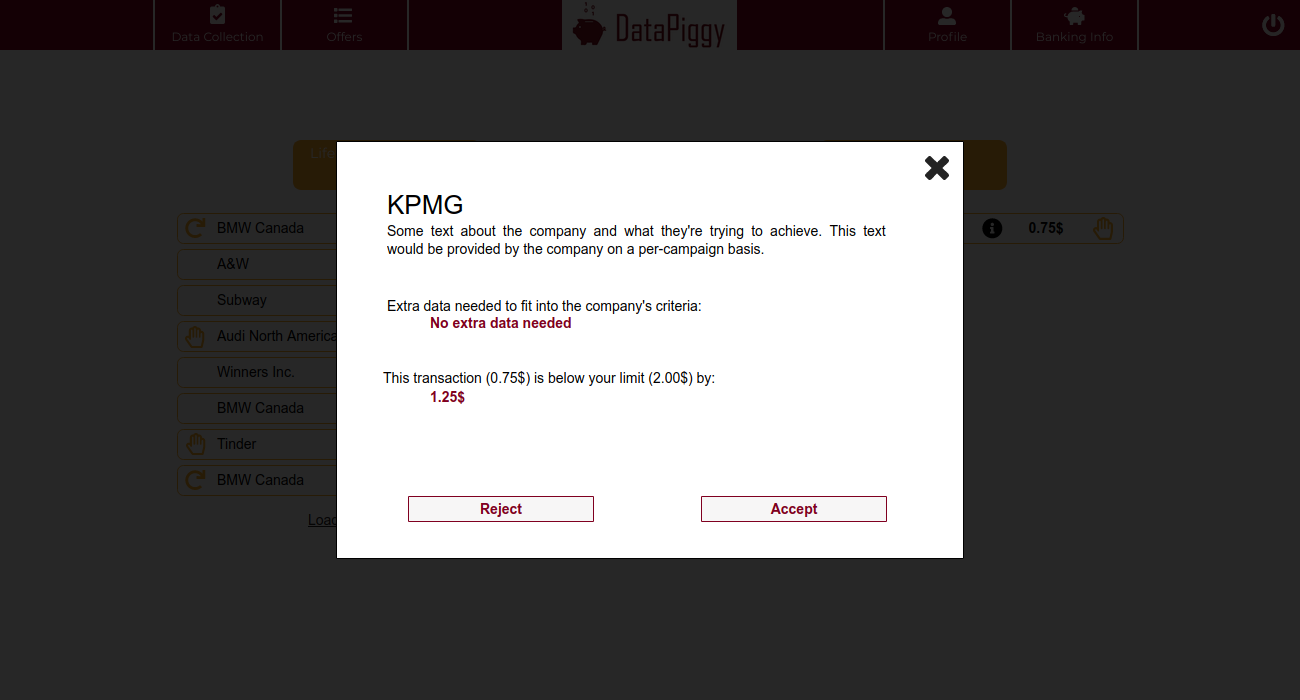 Data Collection
Offers
DataPiggy
Profile
Banking Info
KPMG
Some text about the company and what they're trying to achieve. This text
would be provided by the company on a per-campaign basis.
Extra data needed to fit into the company's criteria:
No extra data needed
This transaction (0.75$) is below your limit (2.00$) by:
1.25$
Reject
Accept
BMW Canada
A&W
Subway
Audi North America
Winners Inc.
BMW Canada
Tinder
BMW Canada
0.75$